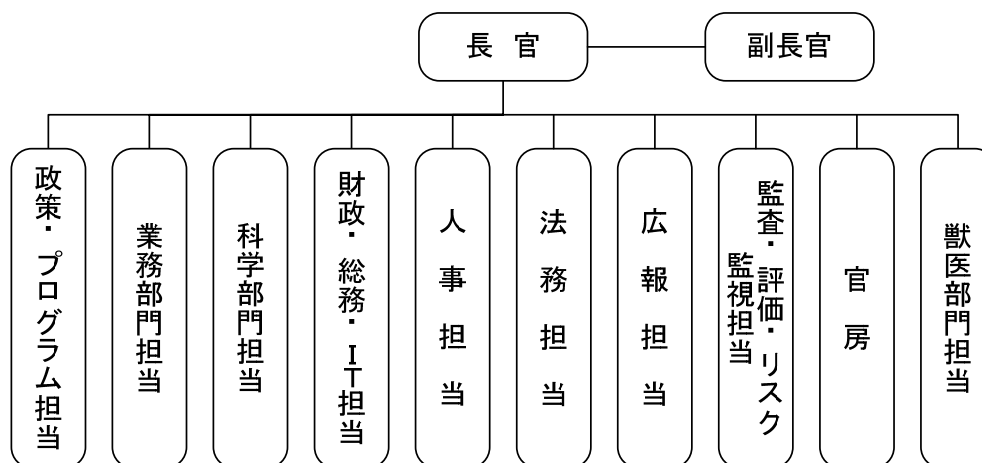 長 官
副長官
政策・プログラム担当
業務部門担当
科学部門担当
財政・総務・IT担当
人事担当
法務担当
広報担当
監査・評価・リスク
監視担当
官房
獣医部門担当